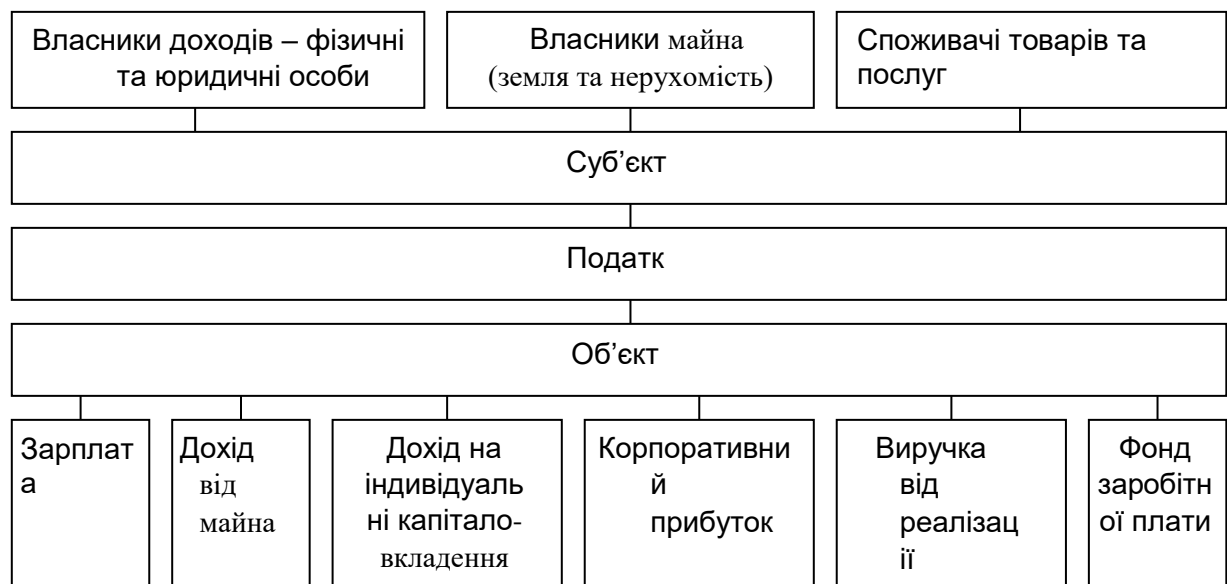 Власники доходів – фізичні
та юридичні особи
Власники майна
(земля та нерухомість)
Споживачі товарів та
послуг
Суб’єкт
Податк
Об’єкт
Зарплат
а
Дохід
від
майна
Дохід на
індивідуаль
ні капітало-
вкладення
Корпоративни
й
прибуток
Виручка
від
реалізац
ії
Фонд
заробітн
ої плати